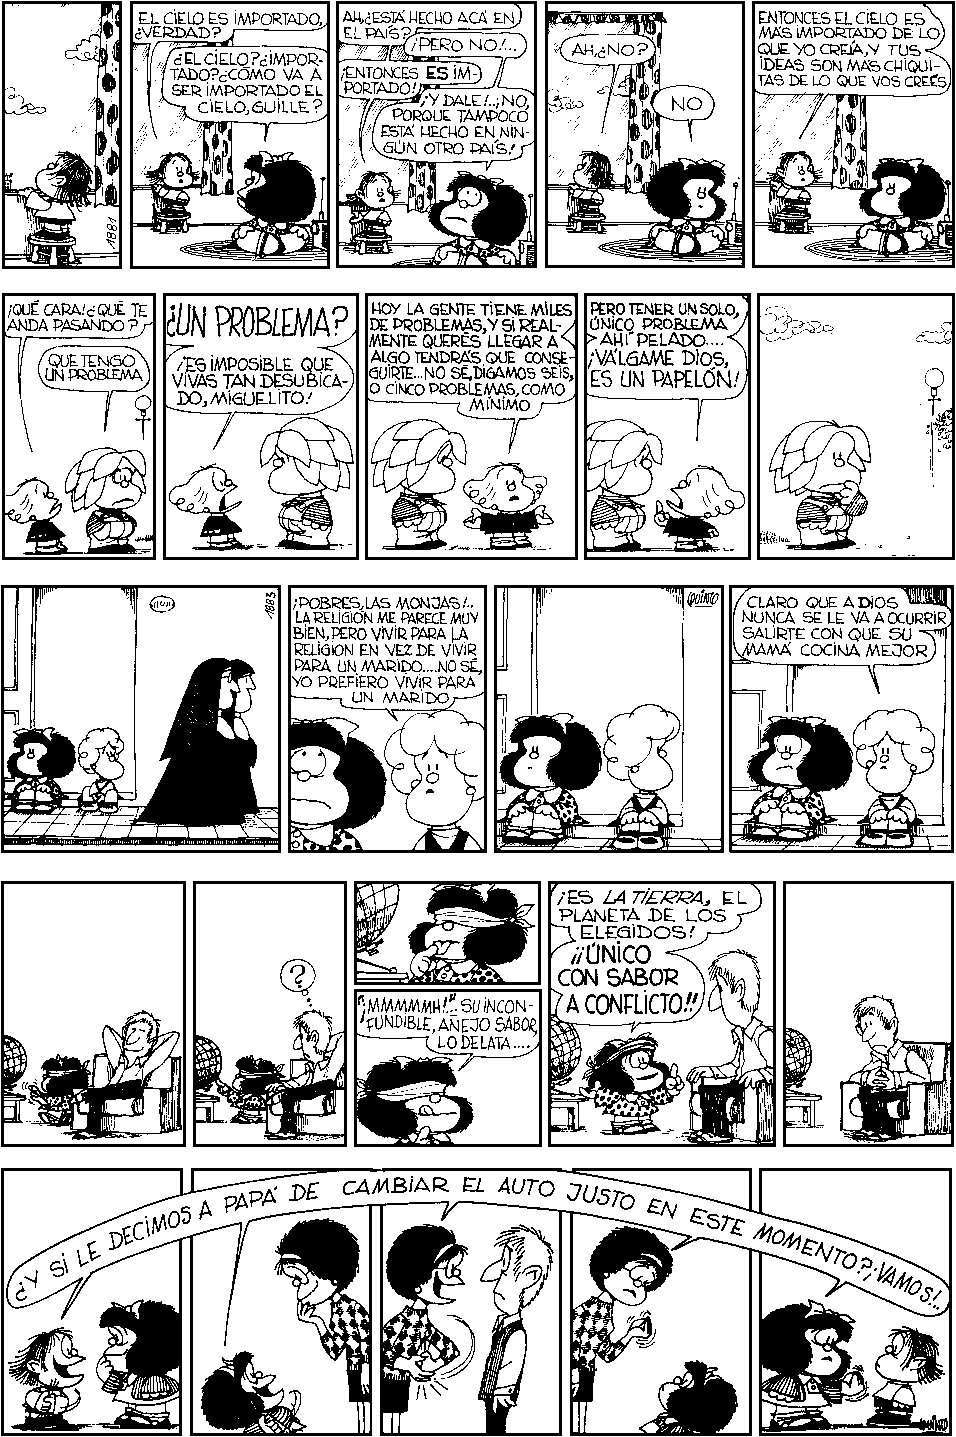 EL CIELO ES IMPORTADO,
¿VERDAD?
¿EL CIELO?¿IMPOR-
TADO?¿CÓMO VA A
SER IMPORTADO EL
CIELO, GUILLE?
AH,¿ESTÁ HECHO ACÁ EN
EL PAÍS?
¡PERO NO!...
¡ENTONCES ES IM-
PORTADO!
¡Y DALE!..¡NO,
PORQUE TAMPOCO
ESTÁ HECHO EN NIN-
GÚN OTRO PAÍS!
AH,¿NO?
NO
ENTONCES EL CIELO ES
MÁS IMPORTADO DE LO
QUE YO CREÍA, Y TUS
IDEAS SON MÁS CHIQUI-
TAS DE LO QUE VOS CREÉS
1881
¡QUÉ CARA!¿QUÉ TE
ANDA PASANDO?
QUE TENGO
UN PROBLEMA
¿UN PROBLEMA?
¡ES IMPOSIBLE QUE
VIVAS TAN DESUBICA-
DO, MIGUELITO!
HOY LA GENTE TIENE MILES
DE PROBLEMAS, Y SI REAL-
MENTE QUERÉS LLEGAR A
ALGO TENDRÁS QUE CONSE-
GUIRTE...NO SÉ, DIGAMOS SEIS,
O CINCO PROBLEMAS, COMO
MÍNIMO
PERO TENER UN SOLO,
ÚNICO PROBLEMA
AHÍ PELADO....
¡VÁLGAME DIOS,
ES UN PAPELÓN!
1883
¡POBRES, LAS MONJAS!..
LA RELIGIÓN ME PARECE MUY
BIEN, PERO VIVIR PARA LA
RELIGIÓN EN VEZ DE VIVIR
PARA UN MARIDO....NO SÉ,
YO PREFIERO VIVIR PARA
UN MARIDO
QUINO
CLARO QUE A DIOS
NUNCA SE LE VA A OCURRIR
SALIRTE CON QUE SU
MAMÁ COCINA MEJOR
?
"¡MMMMMMH!"... SU INCON-
FUNDIBLE, AÑEJO SABOR,
LO DELATA....
¡ES LA TIERRA, EL
PLANETA DE LOS
ELEGIDOS!
¡¡ÚNICO
CON SABOR
A CONFLICTO!!
¿Y SI LE DECIMOS A PAPÁ DE CAMBIAR EL AUTO JUSTO EN ESTE MOMENTO?¡VAMOS!..